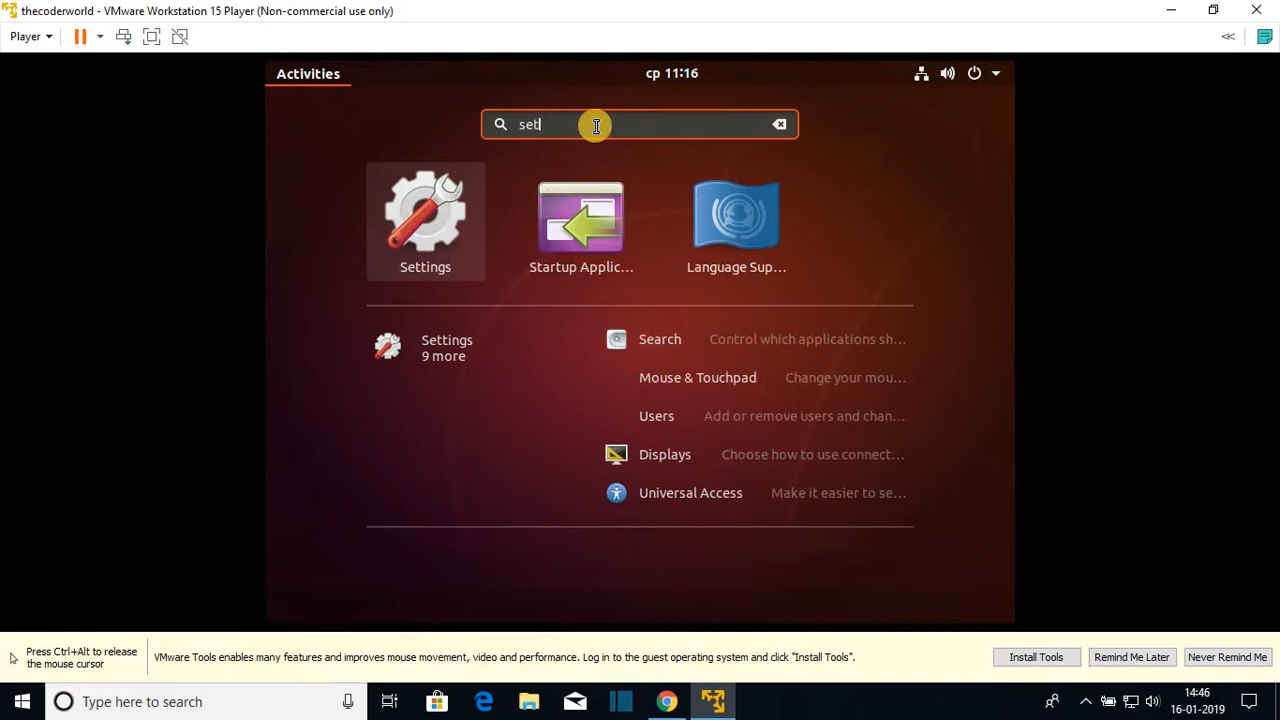 thecoderworld - VMware Workstation 15 Player (Non-commercial use only)
Player
Activities
ср 11:16
set
Settings
Startup Applic...
Language Sup...
Settings
9 more
Search Control which applications sh...
Mouse & Touchpad Change your mou...
Users Add or remove users and chan...
Displays Choose how to use connect...
Universal Access Make it easier to se...
Press Ctrl+Alt to release
the mouse cursor
VMware Tools enables many features and improves mouse movement, video and performance. Log in to the guest operating system and click "Install Tools".
Install Tools
Remind Me Later
Never Remind Me
Type here to search
14:46
16-01-2019